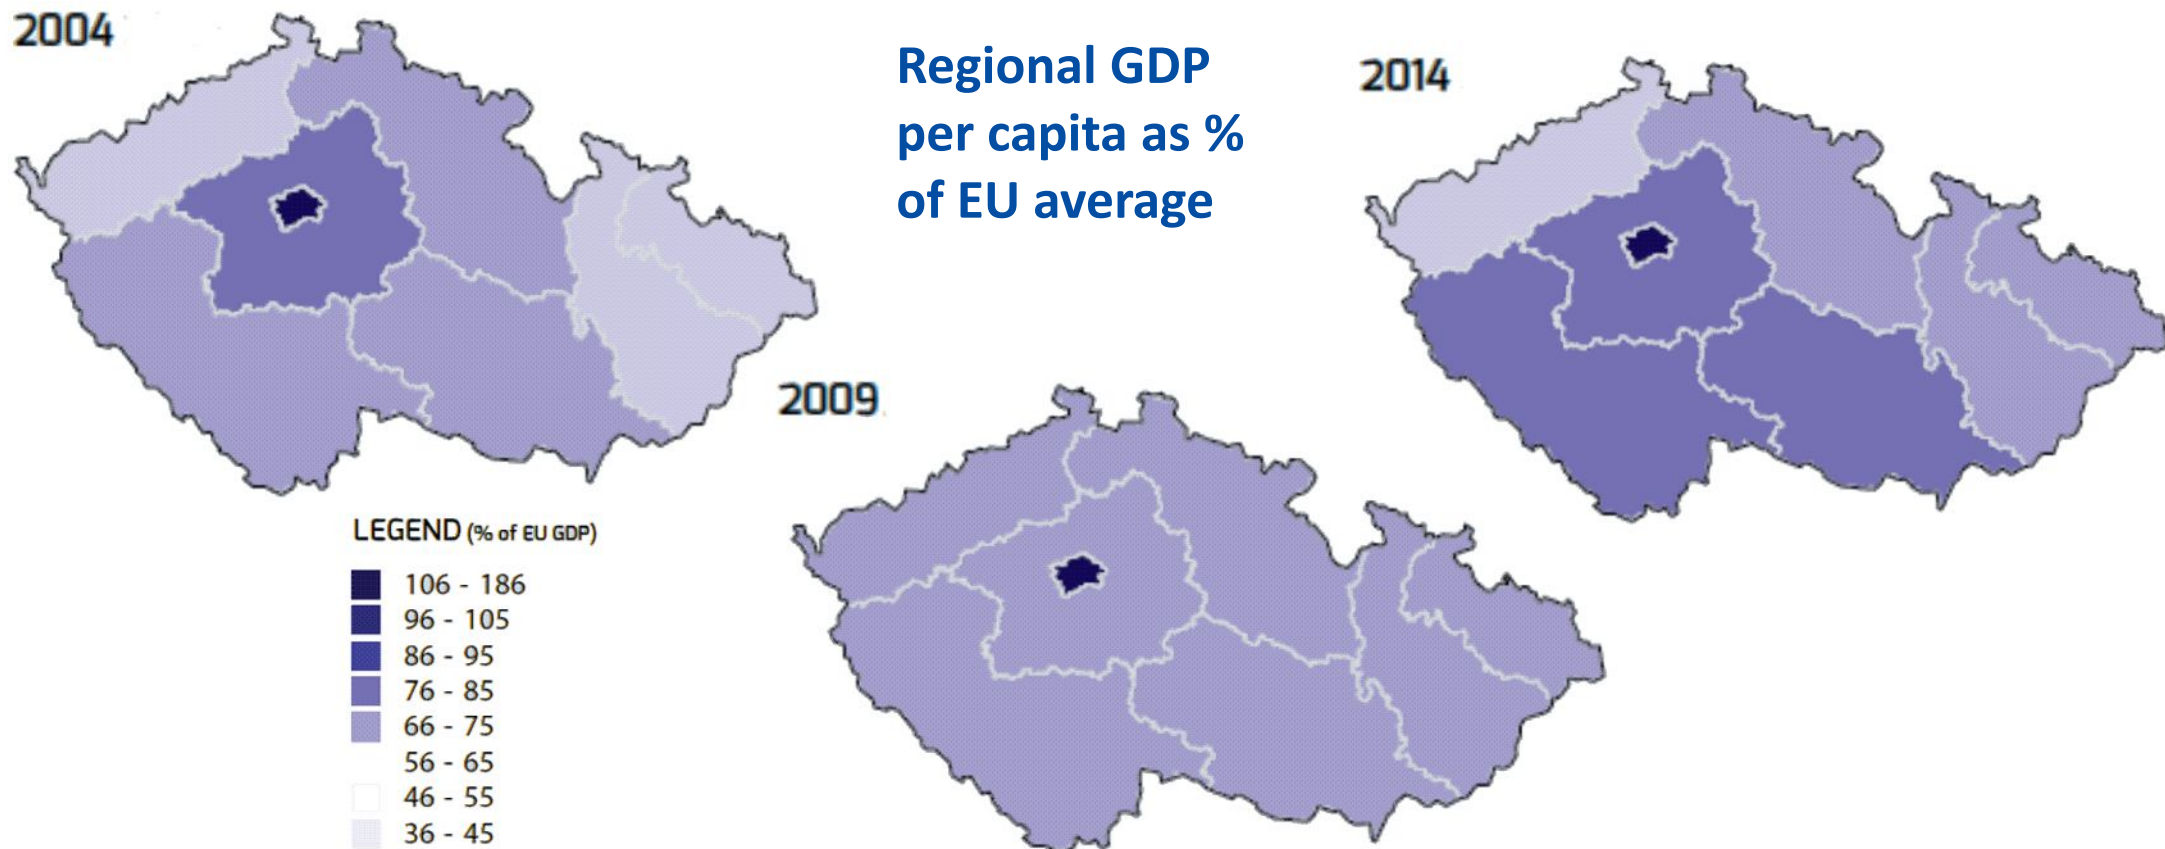 2004
Regional GDP
per capita as %
of EU average
2014
2009
LEGEND (% of EU GDP)
106 - 186
96 - 105
86 - 95
76 - 85
66 - 75
56 - 65
46 - 55
36 - 45